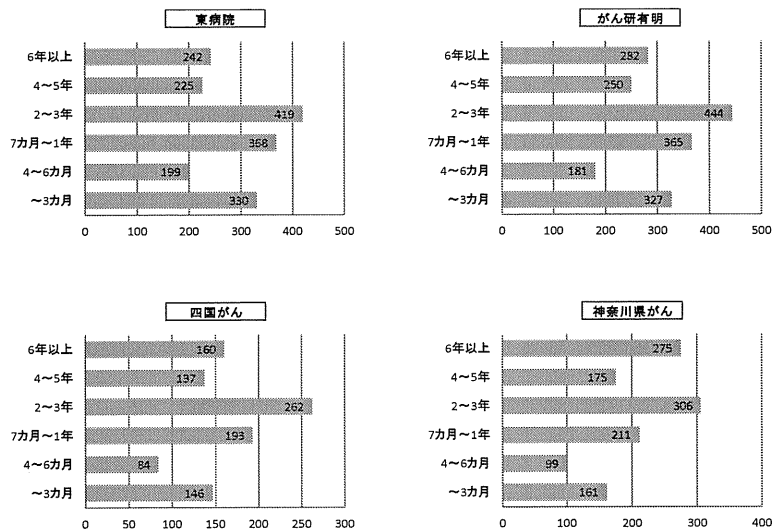 東病院
6年以上 242
4～5年 225
2～3年 419
7カ月～1年 368
4～6カ月 199
～3カ月 330
0 100 200 300 400 500
がん研有明
6年以上 282
4～5年 250
2～3年 444
7カ月～1年 365
4～6カ月 181
～3カ月 327
0 100 200 300 400 500
四国がん
6年以上 160
4～5年 137
2～3年 262
7カ月～1年 193
4～6カ月 84
～3カ月 146
0 50 100 150 200 250 300
神奈川県がん
6年以上 275
4～5年 175
2～3年 306
7カ月～1年 211
4～6カ月 99
～3カ月 161
0 100 200 300 400